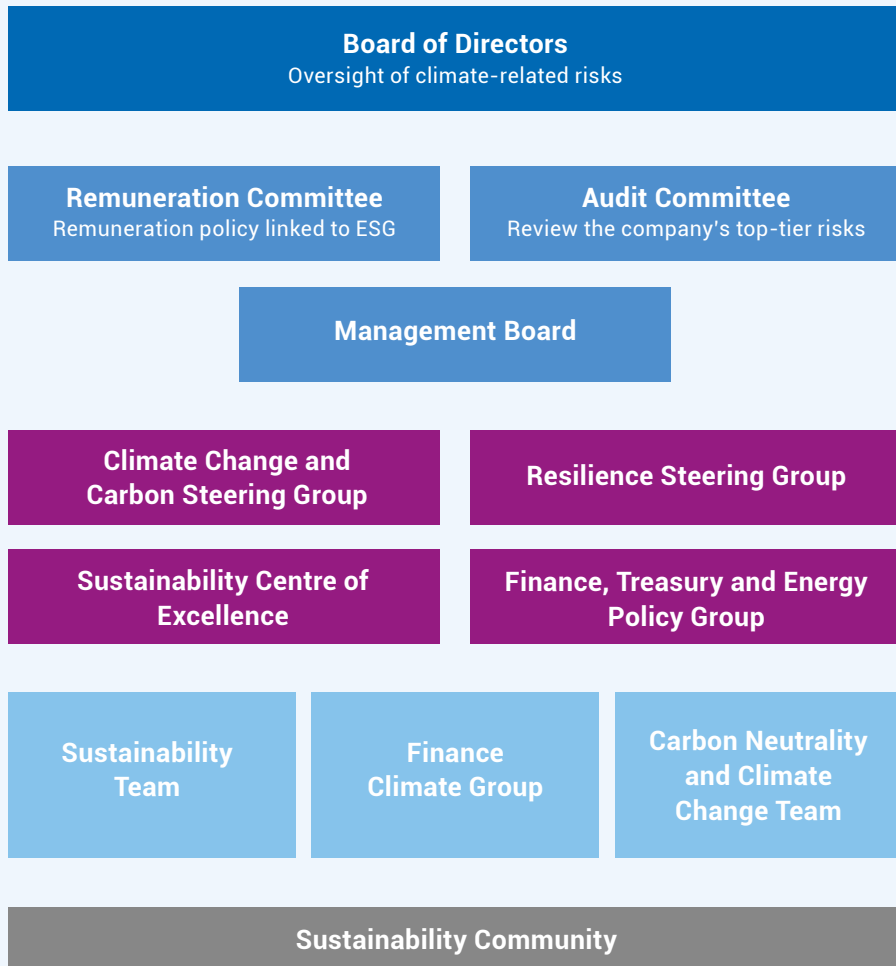 Board of Directors
Oversight of climate-related risks
Remuneration Committee
Remuneration policy linked to ESG
Audit Committee
Review the company's top-tier risks
Management Board
Climate Change and
Carbon Steering Group
Resilience Steering Group
Sustainability Centre of
Excellence
Finance, Treasury and Energy
Policy Group
Sustainability
Team
Finance
Climate Group
Carbon Neutrality
and Climate
Change Team
Sustainability Community